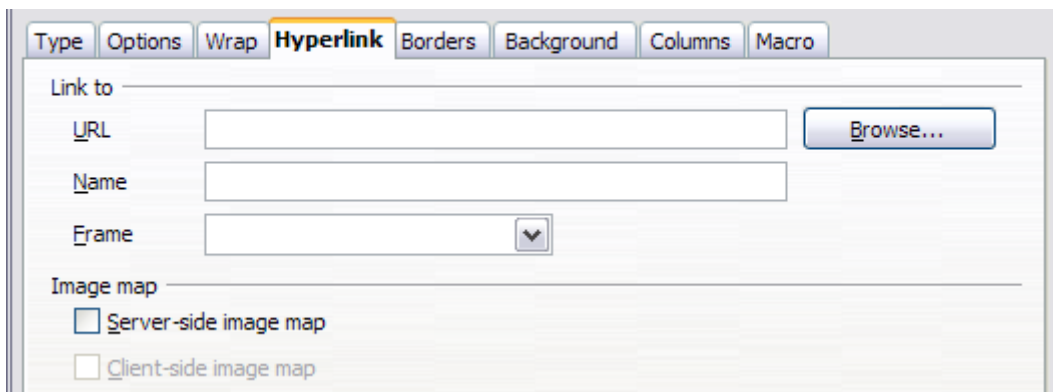 Type Options Wrap Hyperlink Borders Background Columns Macro
Link to
URL Browse...
Name
Frame
Image map
Server-side image map
Client-side image map